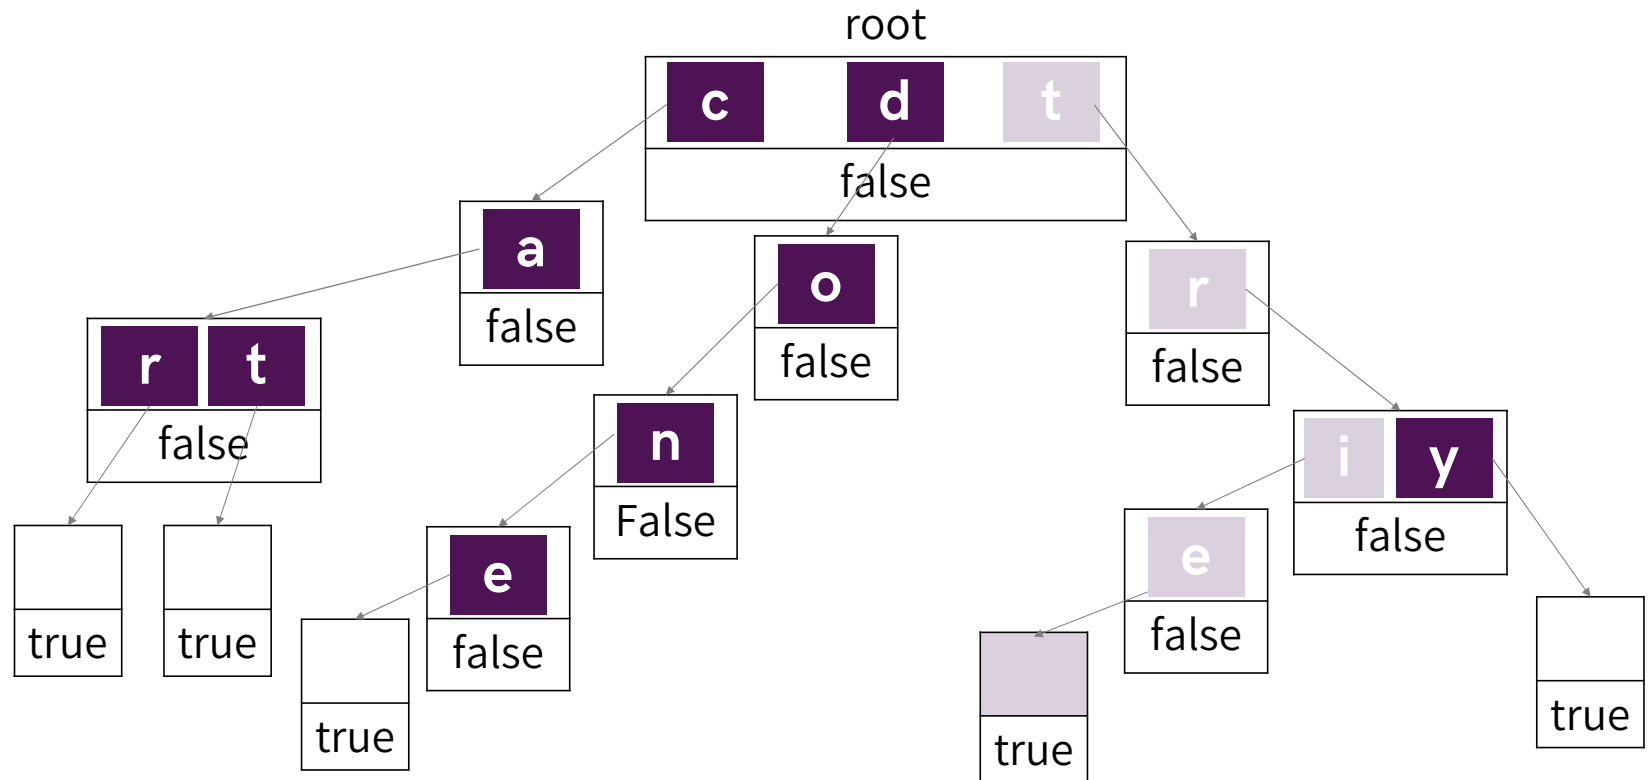 root
c d t
false
a
false
o
false
r
false
r t
false
n
False
i y
false
e
false
e
false
true
true
true
true
true